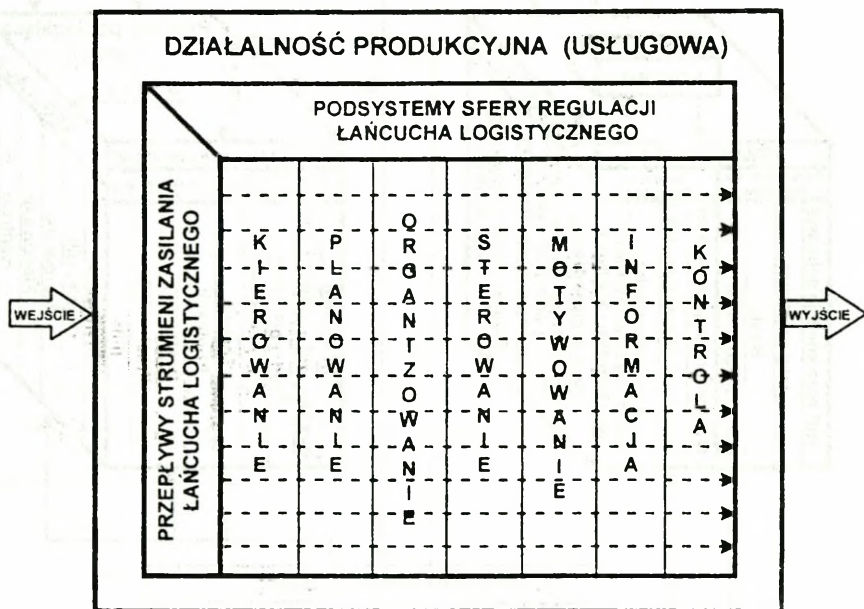 DZIAŁALNOŚĆ PRODUKCYJNA (USŁUGOWA)
PODSYSTEMY SFERY REGULACJI
ŁAŃCUCHA LOGISTYCZNEGO
PRZEPŁYWY STRUMIENI ZASILANIA
ŁAŃCUCHA LOGISTYCZNEGO
WEJŚCIE
KIEROWANIE
PLANOWANIE
ORGANIZOWANIE
STEROWANIE
MOTYWOWANIE
INFORMACJA
KONTROLA
WYJŚCIE